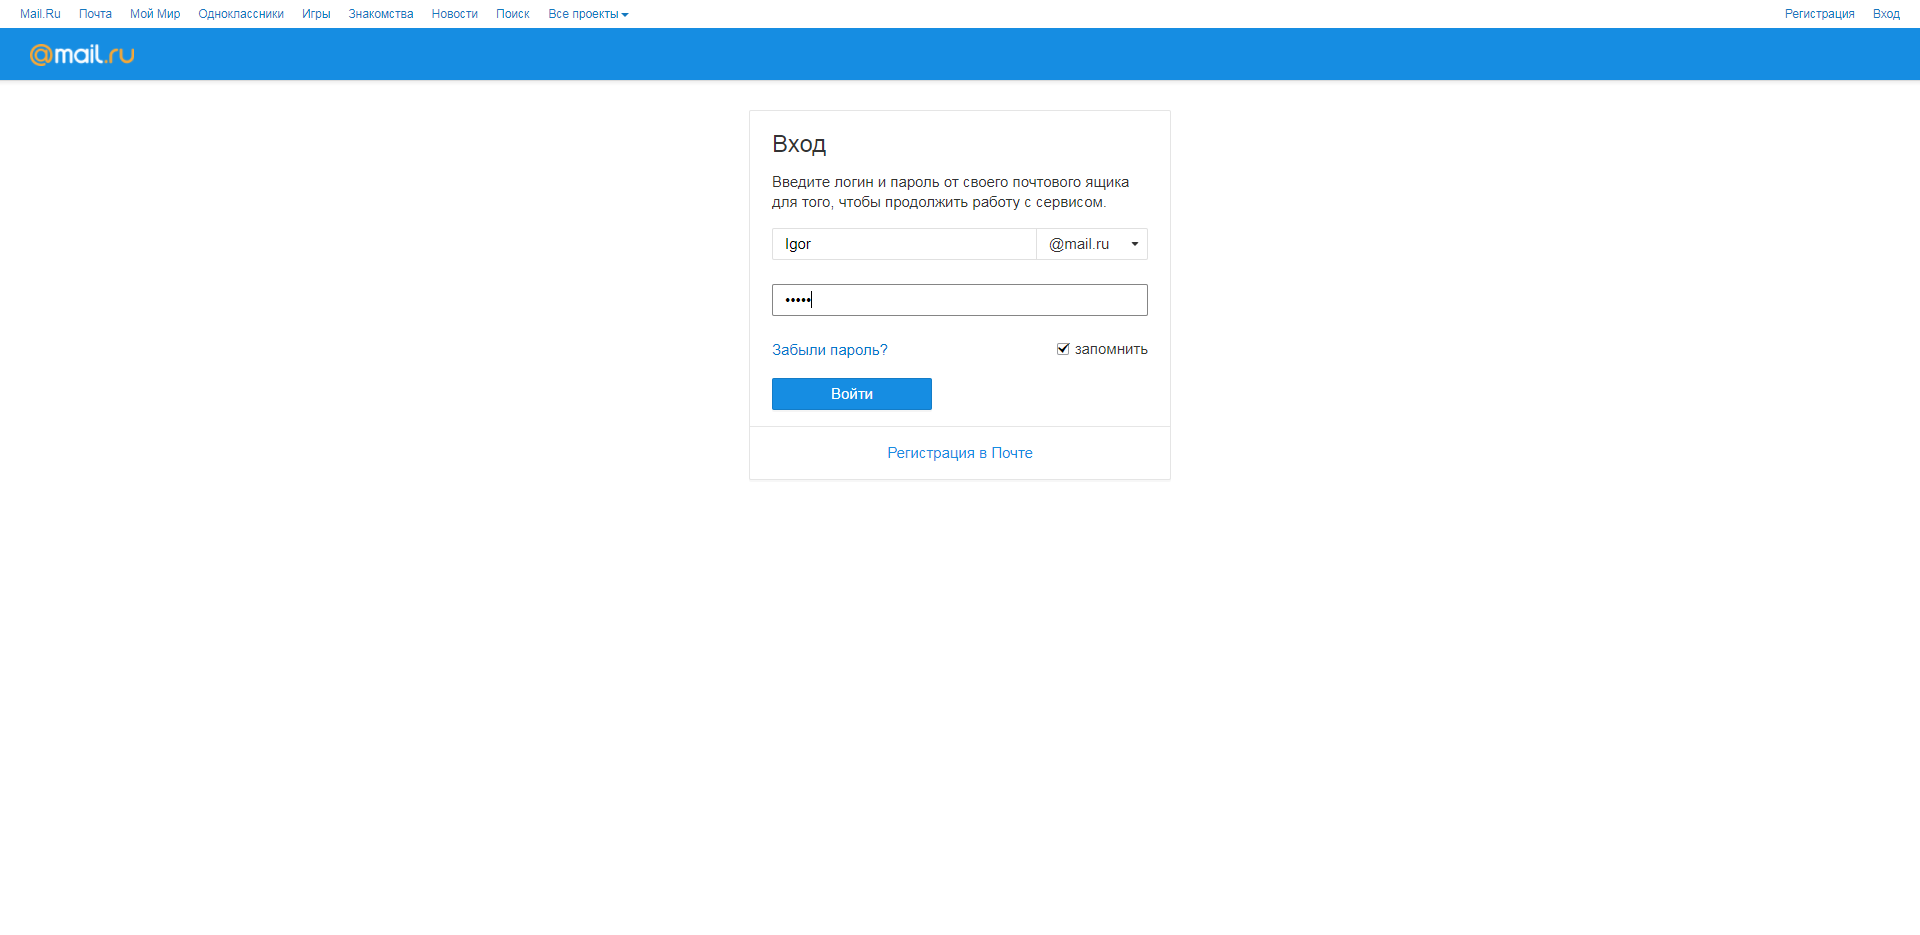 Mail.Ru Почта Мой Мир Одноклассники Игры Знакомства Новости Поиск Все проекты Регистрация Вход
@mail.ru
Вход
Введите логин и пароль от своего почтового ящика
для того, чтобы продолжить работу с сервисом.
Igor @mail.ru
•••••
Забыли пароль? запомнить
Войти
Регистрация в Почте